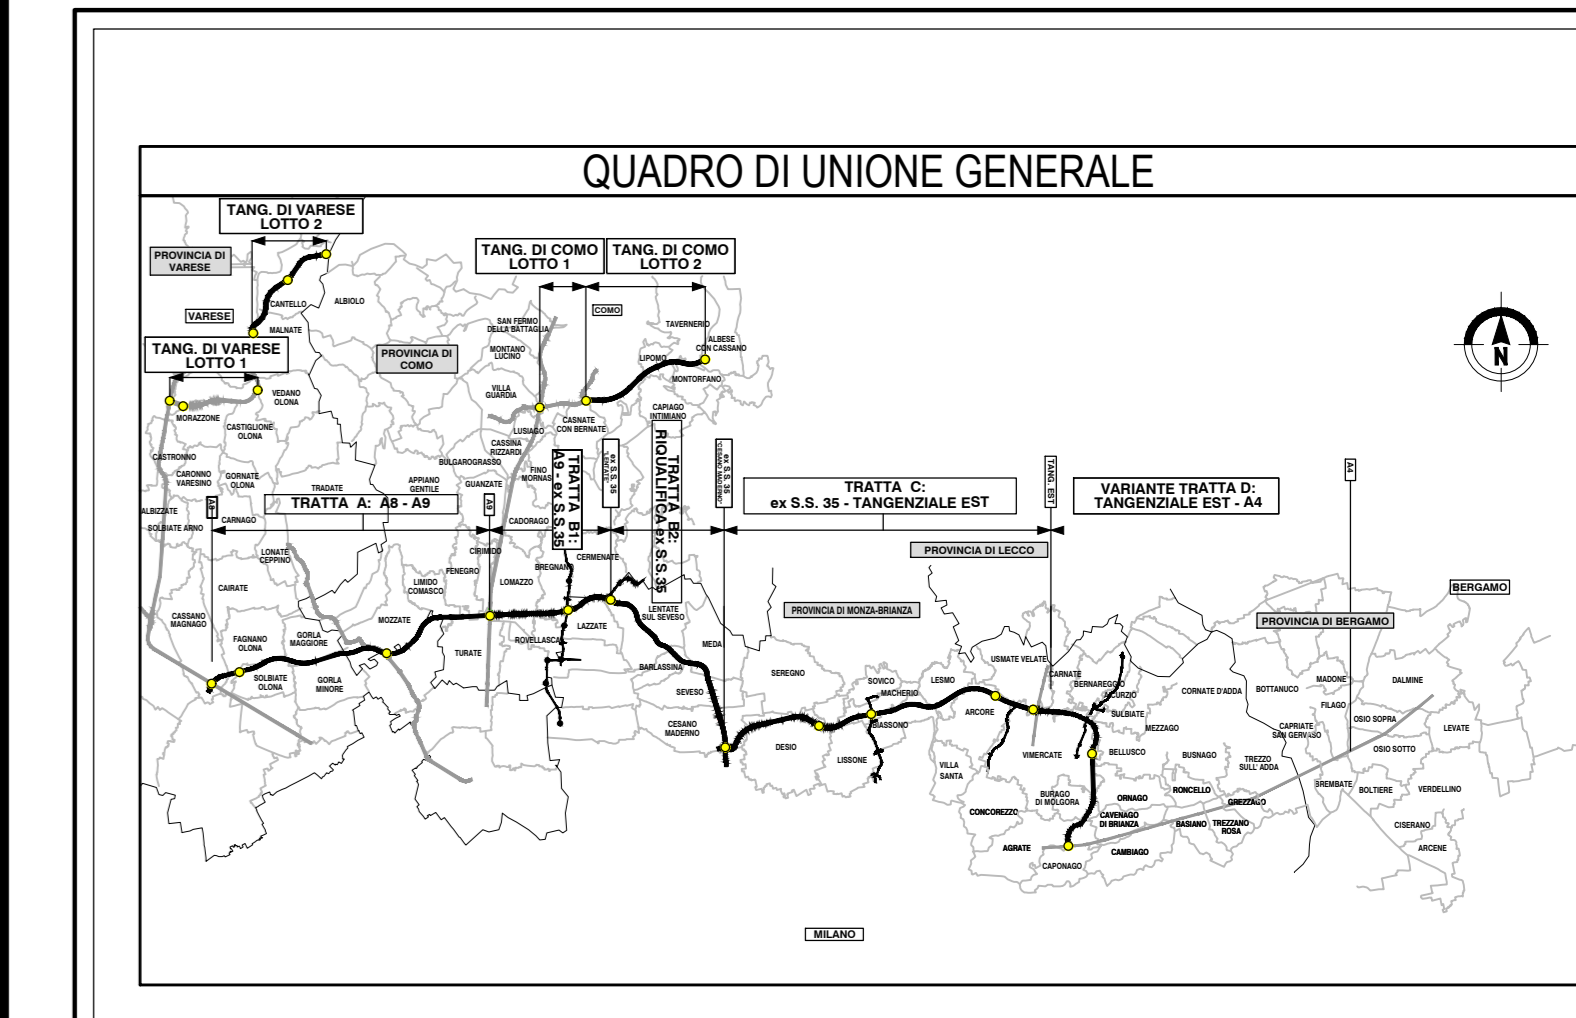 QUADRO DI UNIONE GENERALE
TANG. DI VARESE
LOTTO 2
PROVINCIA DI
VARESE
CANTELLO
ALBIOLO
VARESE
MALNATE
TANG. DI VARESE
LOTTO 1
VEDANO
OLONA
MORAZZONE
CASTIGLIONE
OLONA
PROVINCIA DI
COMO
TANG. DI COMO
LOTTO 1
TANG. DI COMO
LOTTO 2
COMO
SAN FERMO
DELLA BATTAGLIA
MONTANO
LUCINO
VILLA
GUARDIA
TAVERNERIO
ALBESE
CON CASSANO
LIPOMO
MONTORFANO
CAPIAGO
INTIMIANO
CASNATE
CON BERNATE
LUSIAGO
CASSINA
RIZZARDI
BULGAROGRASSO
FINO
MORNAS
GUANZATE
APPIANO
GENTILE
CASTRONNO
CARONNO
VARESINO
GORNATE
OLONA
TRADATE
ALBIZZATE
SOLBIATE ARNO
CARNAGO
A8
TRATTA A: A8 - A9
A9
CADORAGO
TRATTA B1:
A9 - ex S.S.35
ex S.S. 35
"LENTATE"
TRATTA B2:
RIQUALIFICA ex S.S.35
ex S.S. 35
"CESANO MADERNO"
TRATTA C:
ex S.S. 35 - TANGENZIALE EST
TANG. EST
VARIANTE TRATTA D:
TANGENZIALE EST - A4
A4
N
PROVINCIA DI LECCO
PROVINCIA DI MONZA-BRIANZA
PROVINCIA DI BERGAMO
BERGAMO
LONATE
CEPPINO
CAIRATE
CASSANO
MAGNAGO
FAGNANO
OLONA
SOLBIATE
OLONA
GORLA
MAGGIORE
GORLA
MINORE
MOZZATE
LIMIDO
COMASCO
FENEGRO
CIRIMIDO
LOMAZZO
BREGNANO
CERMENATE
TURATE
ROVELLASCA
LAZZATE
LENTATE
SUL SEVESO
MEDA
BARLASSINA
SEVESO
CESANO
MADERNO
SEREGNO
DESIO
LISSONE
SOVICO
MACHERIO
BIASSONO
LESMO
ARCORE
USMATE VELATE
CARNATE
BERNAREGGIO
AICURZIO
SULBIATE
MEZZAGO
CORNATE D'ADDA
VIMERCATE
BELLUSCO
BUSNAGO
VILLA
SANTA
BURAGO
DI MOLGORA
CONCOREZZO
AGRATE
CAPONAGO
ORNAGO
CAVENAGO
DI BRIANZA
CAMBIAGO
RONCELLO
BASIANO
GREZZAGO
TREZZANO
ROSA
TREZZO
SULL' ADDA
BOTTANUCO
CAPRIATE
SAN GERVASO
MADONE
FILAGO
DALMINE
OSIO SOPRA
OSIO SOTTO
LEVATE
BREMBATE
BOLTIERE
VERDELLINO
CISERANO
ARCENE
MILANO